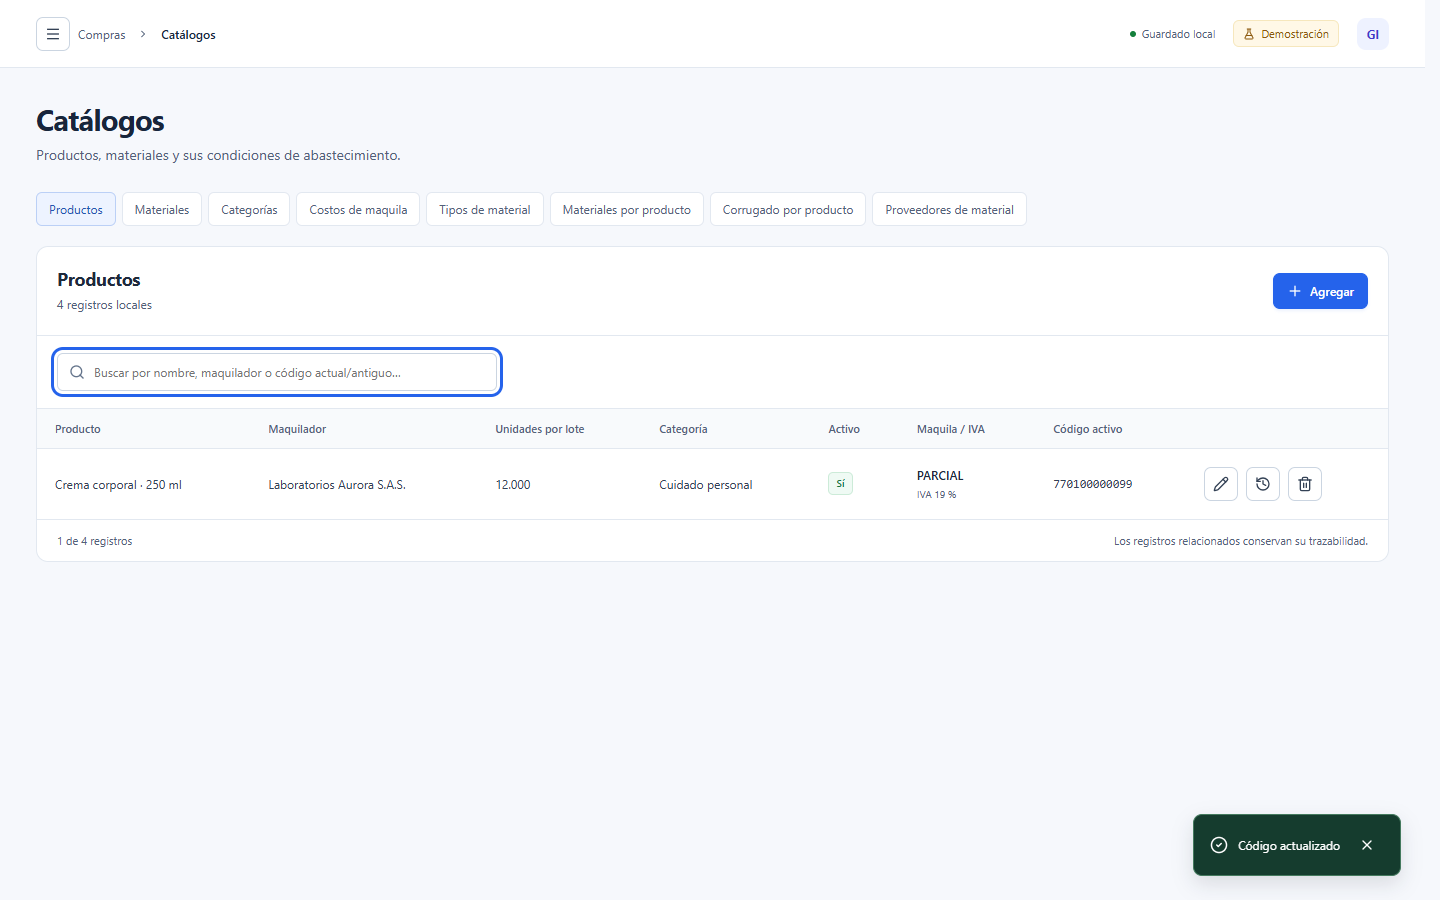 Compras > Catálogos
Guardado local
Demostración
GI
Catálogos
Productos, materiales y sus condiciones de abastecimiento.
Productos
Materiales
Categorías
Costos de maquila
Tipos de material
Materiales por producto
Corrugado por producto
Proveedores de material
Productos
4 registros locales
Agregar
Buscar por nombre, maquilador o código actual/antiguo...
Producto Maquilador Unidades por lote Categoría Activo Maquila / IVA Código activo
Crema corporal · 250 ml Laboratorios Aurora S.A.S. 12.000 Cuidado personal Sí PARCIAL 770100000099
IVA 19 %
1 de 4 registros
Los registros relacionados conservan su trazabilidad.
Código actualizado